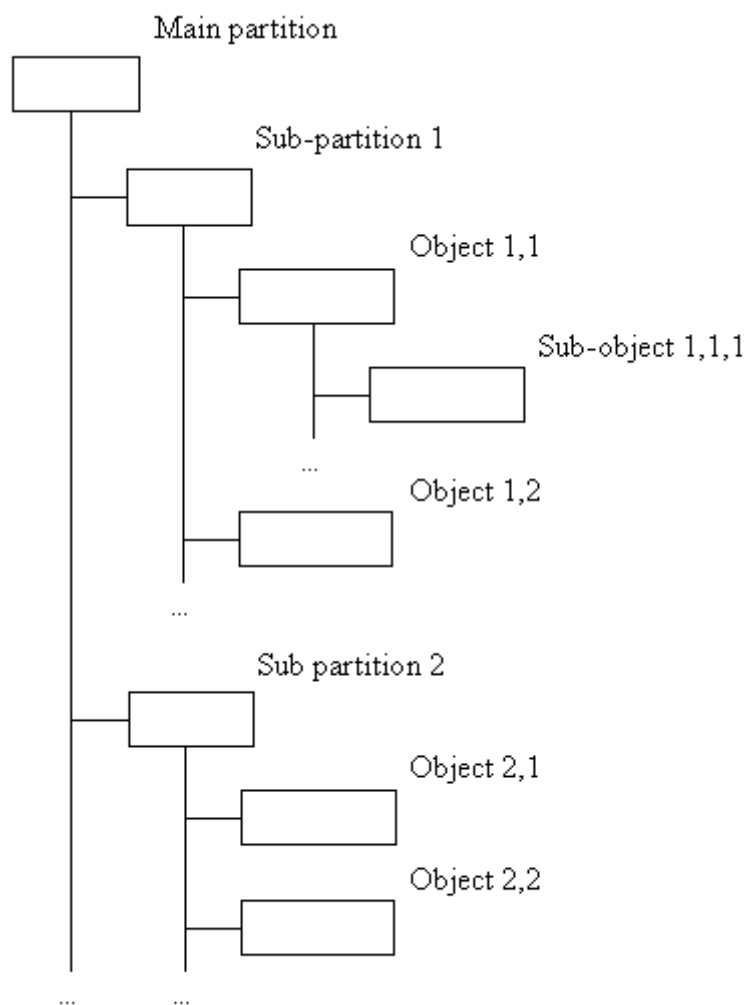 Main partition
Sub-partition 1
Object 1,1
Sub-object 1,1,1
...
Object 1,2
...
Sub partition 2
Object 2,1
Object 2,2
... ...